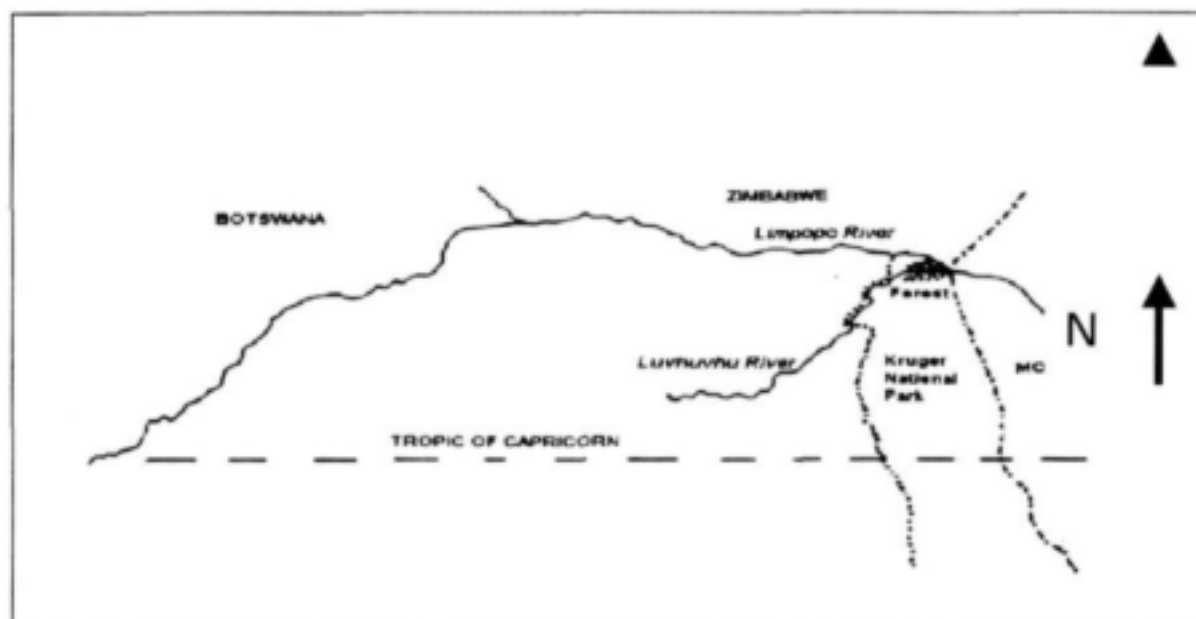 ZIMBABWE
BOTSWANA
Limpopo River
Forest
N
Luvhuvhu River
Kruger
National
Park
MC
TROPIC OF CAPRICORN